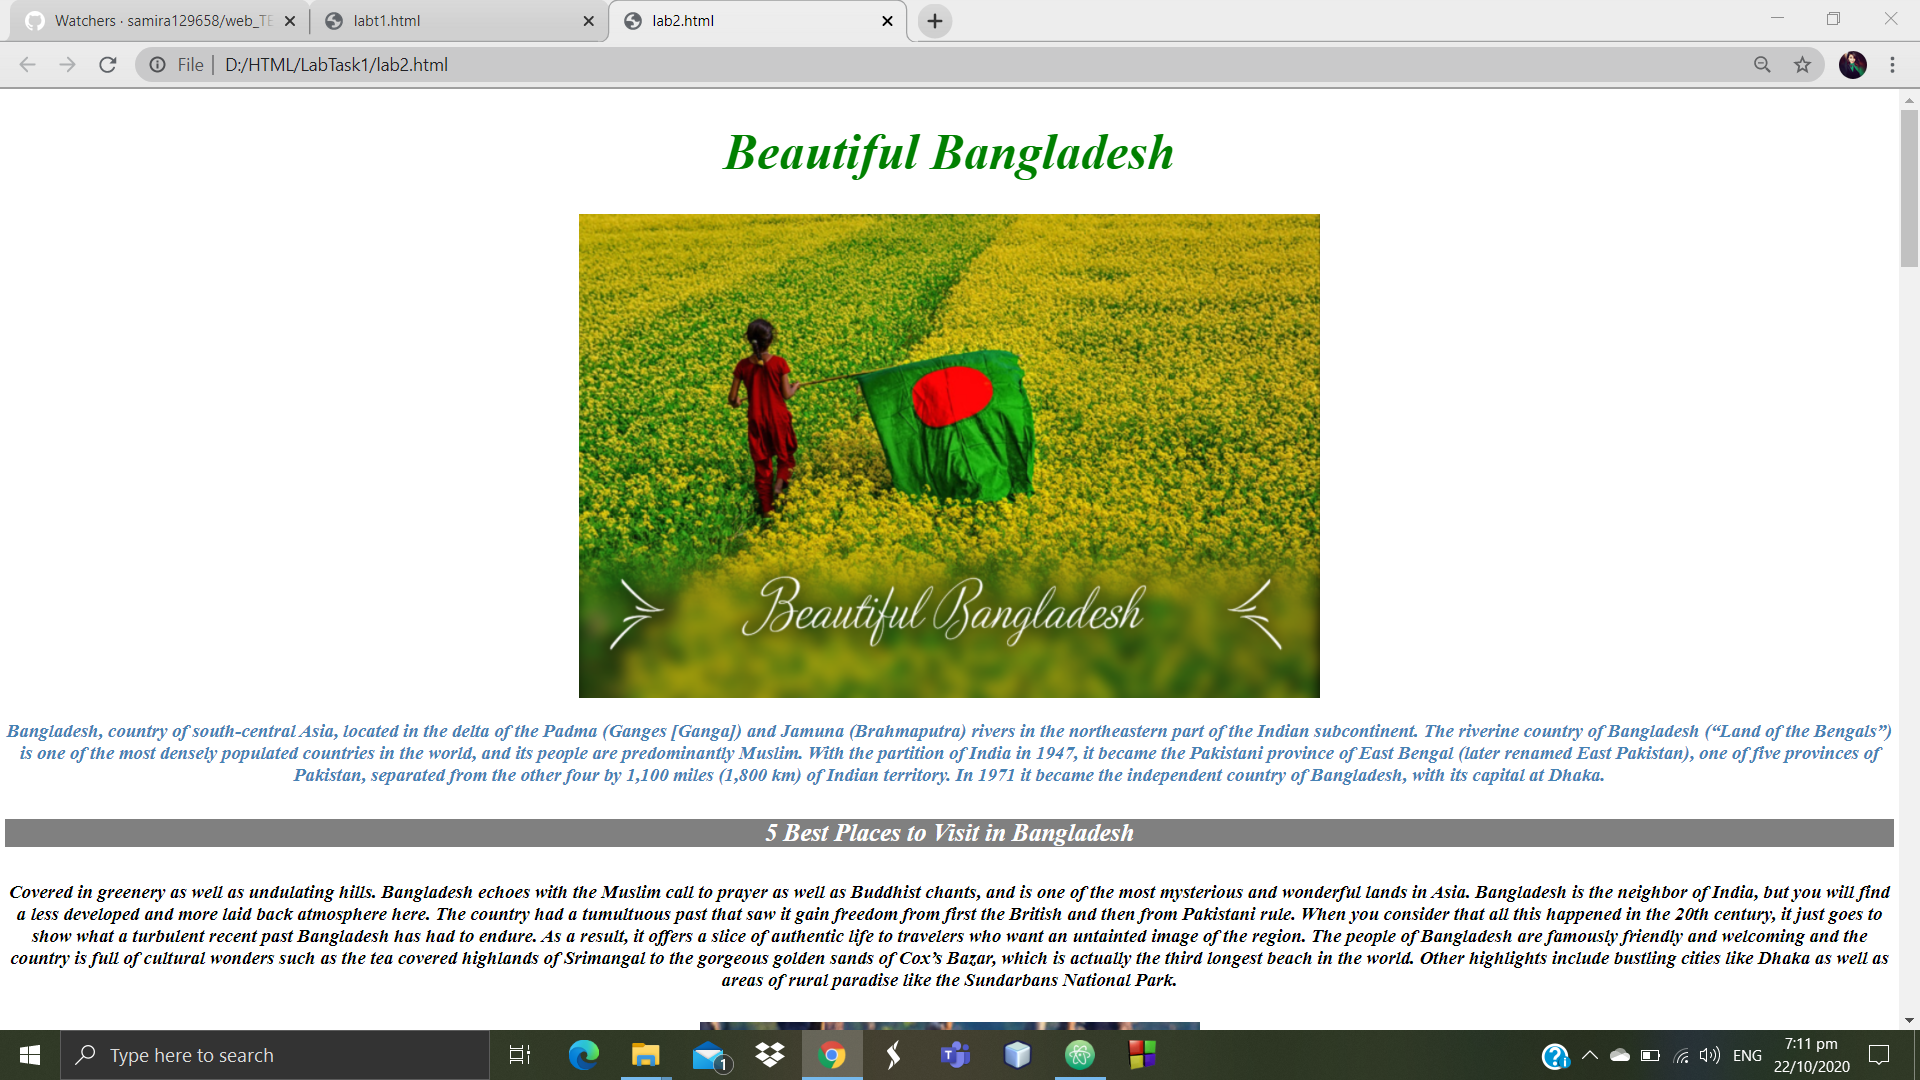 Watchers · samira129658/web_TE
labt1.html
lab2.html
File
D:/HTML/LabTask1/lab2.html
Beautiful Bangladesh
Beautiful Bangladesh
Bangladesh, country of south-central Asia, located in the delta of the Padma (Ganges [Ganga]) and Jamuna (Brahmaputra) rivers in the northeastern part of the Indian subcontinent. The riverine country of Bangladesh (“Land of the Bengals”)
is one of the most densely populated countries in the world, and its people are predominantly Muslim. With the partition of India in 1947, it became the Pakistani province of East Bengal (later renamed East Pakistan), one of five provinces of
Pakistan, separated from the other four by 1,100 miles (1,800 km) of Indian territory. In 1971 it became the independent country of Bangladesh, with its capital at Dhaka.
5 Best Places to Visit in Bangladesh
Covered in greenery as well as undulating hills. Bangladesh echoes with the Muslim call to prayer as well as Buddhist chants, and is one of the most mysterious and wonderful lands in Asia. Bangladesh is the neighbor of India, but you will find
a less developed and more laid back atmosphere here. The country had a tumultuous past that saw it gain freedom from first the British and then from Pakistani rule. When you consider that all this happened in the 20th century, it just goes to
show what a turbulent recent past Bangladesh has had to endure. As a result, it offers a slice of authentic life to travelers who want an untainted image of the region. The people of Bangladesh are famously friendly and welcoming and the
country is full of cultural wonders such as the tea covered highlands of Srimangal to the gorgeous golden sands of Cox’s Bazar, which is actually the third longest beach in the world. Other highlights include bustling cities like Dhaka as well as
areas of rural paradise like the Sundarbans National Park.
Type here to search
1
ENG
7:11 pm
22/10/2020